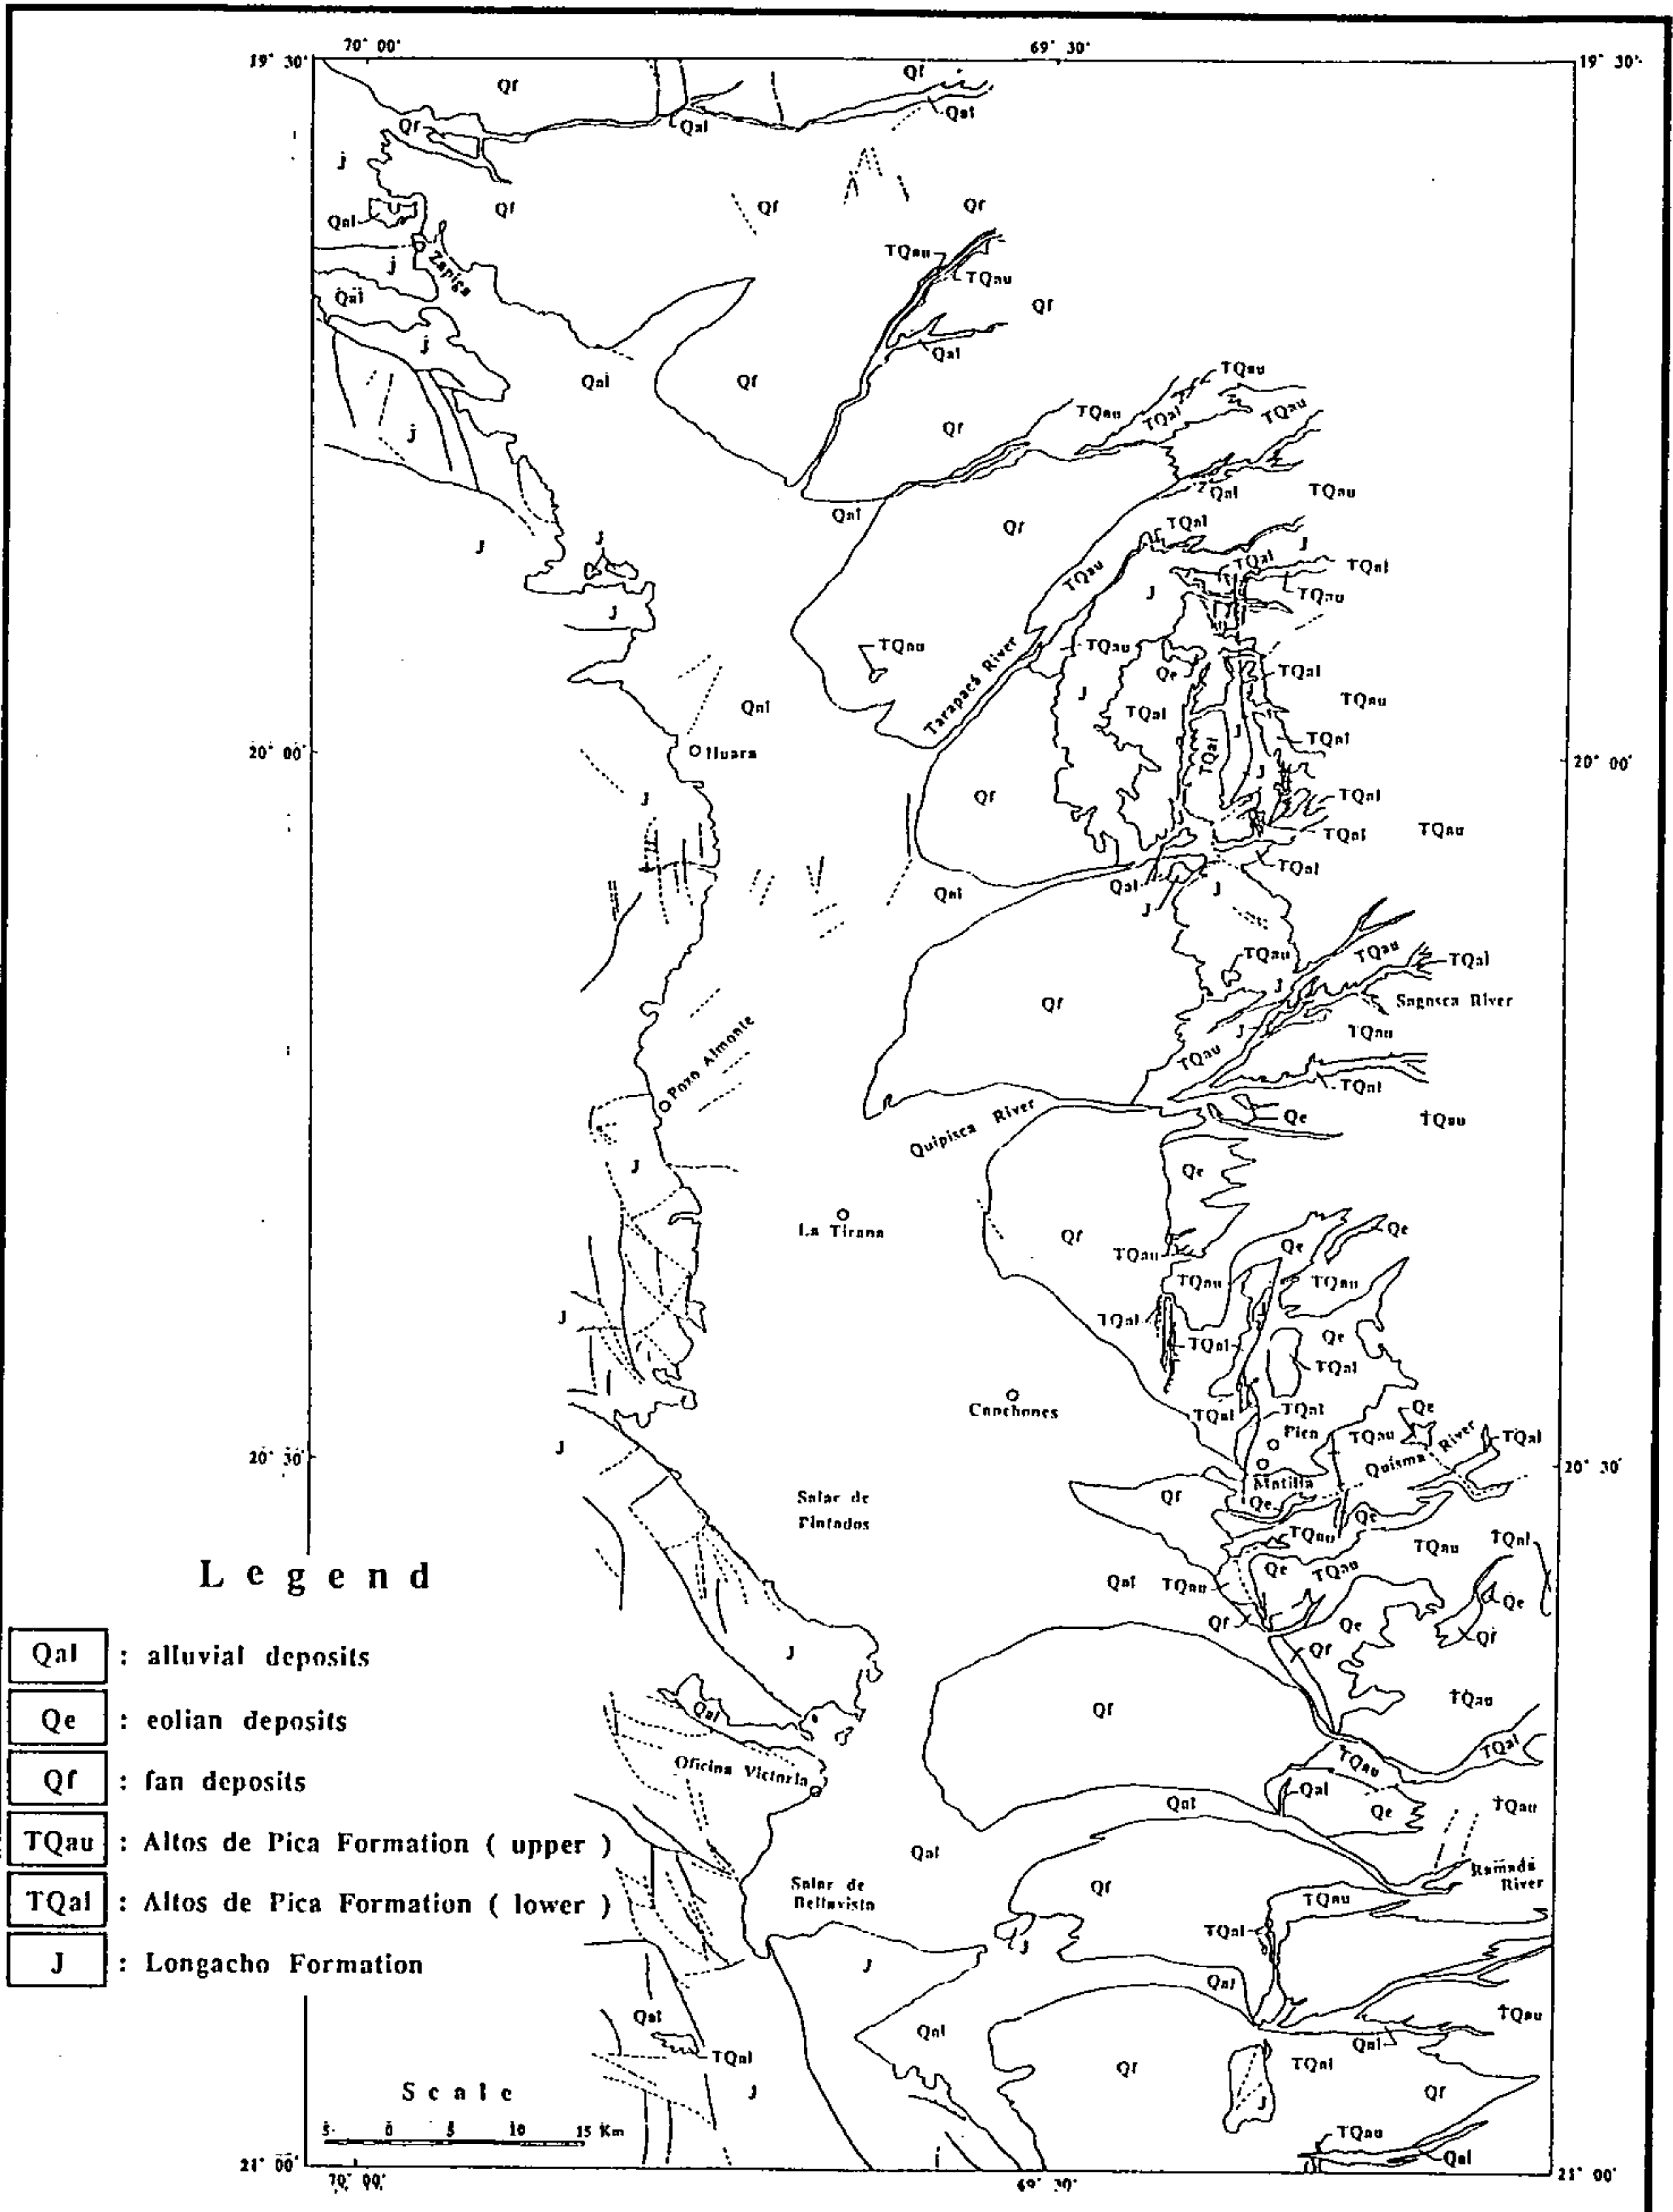 70° 00'
69° 30'
19° 30'
19° 30'
Qf
Qf
Qal
Qal
Qf
j
Qf
Qf
Qf
Qal
Zapiga
TQau
TQau
j
Qal
Qf
j
Qal
Qal
Qf
TQau
TQau
TQal
TQau
j
Qf
Qal
TQau
Qal
Qf
TQal
J
J
J
TQal
TQal
TQau
TQau
J
J
TQau
TQau
Tarapacá River
Qe
TQal
J
TQal
TQau
Qal
J
TQal
TQal
20° 00'
Huara
20° 00'
J
J
Qf
TQal
TQal
TQau
TQal
Qal
Qal
J
J
TQau
TQau
TQal
J
Qf
Sagasca River
J
TQau
Pozo Almonte
TQau
TQal
Quipisca River
Qe
TQau
J
Qe
La Tirana
Qf
Qe
Qe
TQau
TQau
TQau
J
TQal
J
Qe
TQal
TQal
Canchones
TQal
TQal
Qe
Pica
TQau
TQal
J
20° 30'
Quisma River
20° 30'
Matilla
Salar de
Pintados
Qf
Qe
Qe
TQau
TQau
TQal
Qal
TQau
Qe
TQau
Qe
Qf
Qe
Qf
Qf
J
Qal
Qf
TQau
Oficina Victoria
TQau
TQal
Qal
Qal
Qe
TQau
Qal
Ramada
River
Salar de
Bellavista
Qf
TQau
TQal
J
J
Qal
Qal
Qal
TQau
Qal
TQal
Qf
TQal
J
J
Qf
TQau
Qal
Legend
Qal : alluvial deposits
Qe : eolian deposits
Qf : fan deposits
TQau : Altos de Pica Formation ( upper )
TQal : Altos de Pica Formation ( lower )
J : Longacho Formation
Scale
5 0 5 10 15 Km
21° 00'
21° 00'
70° 00'
69° 30'